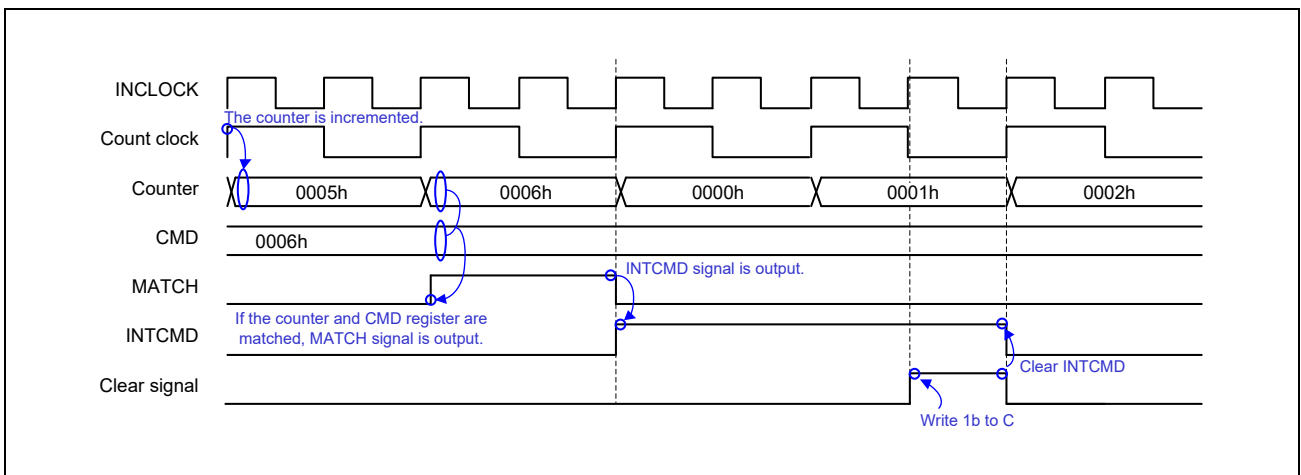 INCLOCK
The counter is incremented.
Count clock
Counter 0005h 0006h 0000h 0001h 0002h
CMD 0006h
INTCMD signal is output.
MATCH
If the counter and CMD register are
matched, MATCH signal is output.
INTCMD
Clear INTCMD
Clear signal
Write 1b to C